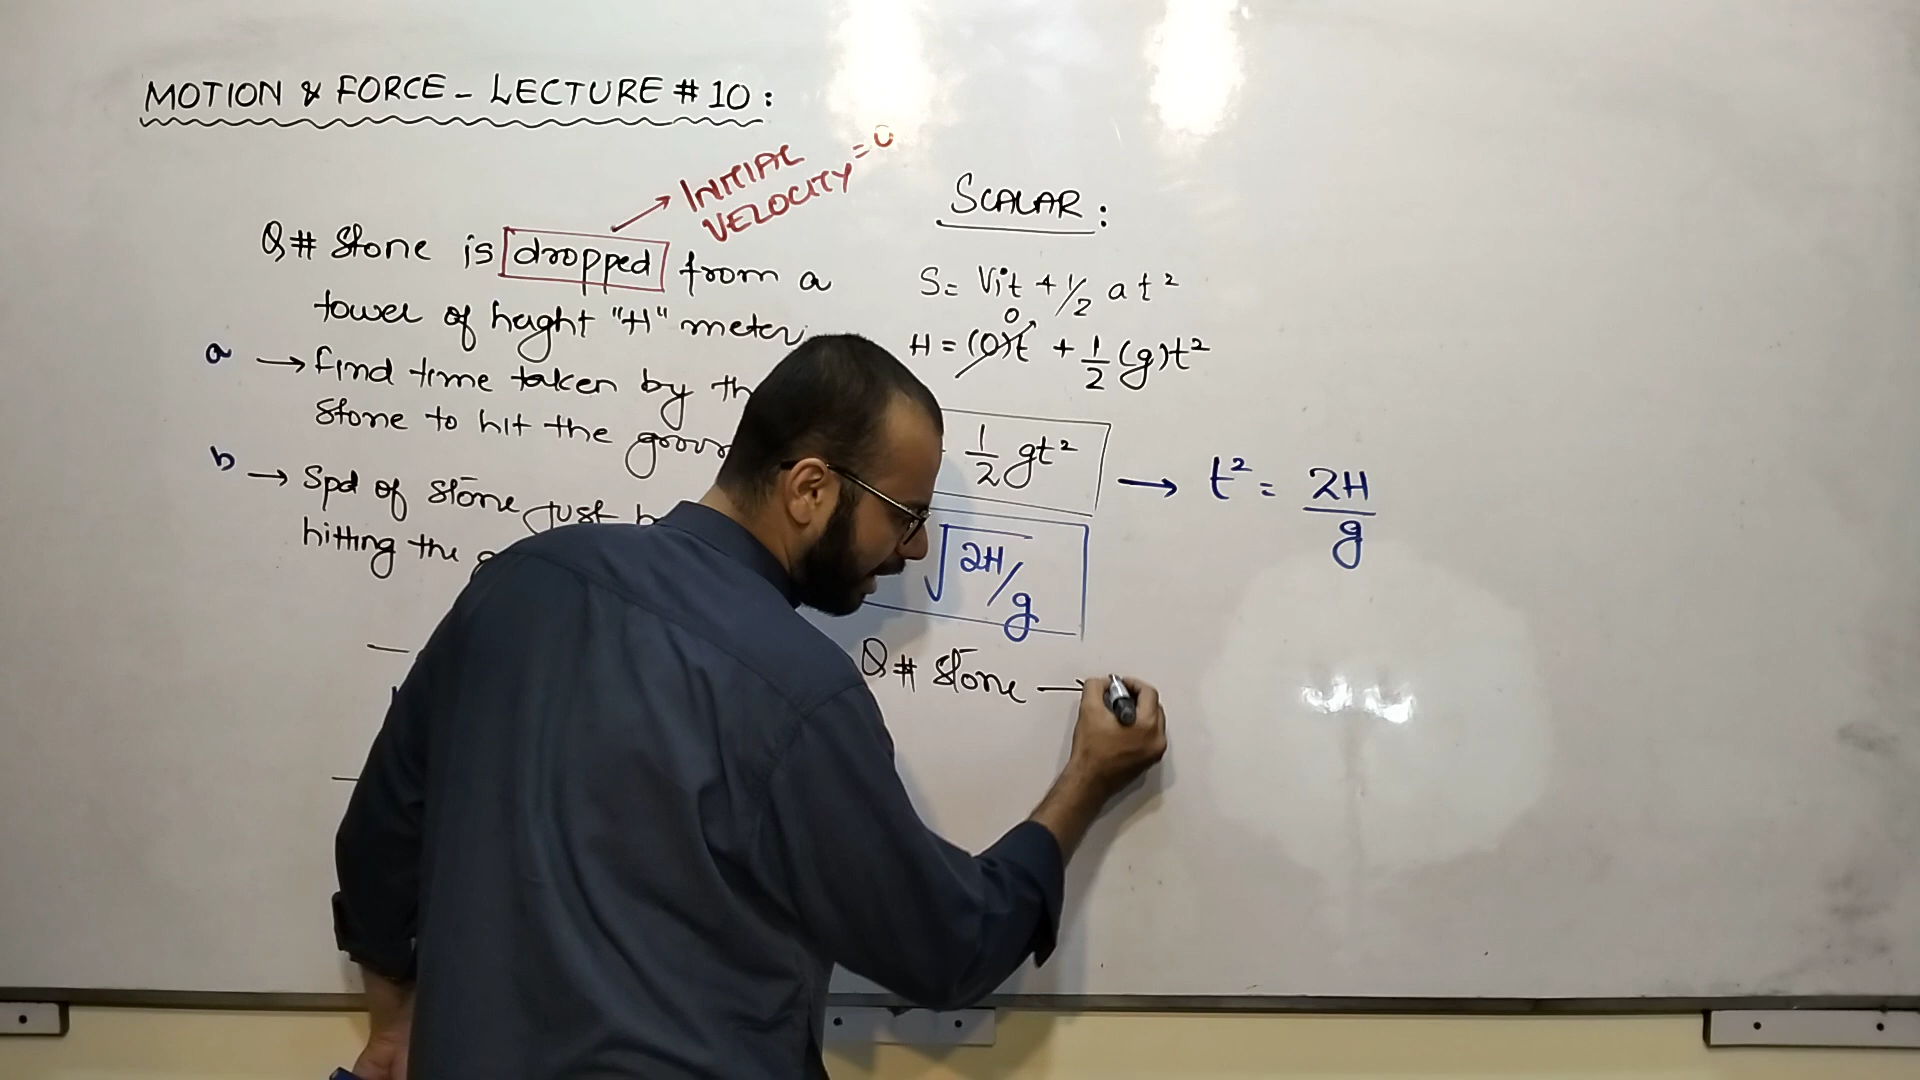 MOTION & FORCE - LECTURE # 10 :
INITIAL
VELOCITY = 0
Q# Stone is dropped from a
tower of height "H" meter
a → Find time taken by
stone to hit the
b → Spd of stone just
hitting the
SCALAR :
S = Vit + 1/2 at²
0
H = (0)t + 1/2 (g)t²
1/2 gt² → t² = 2H/g
√2H/g
Q# Stone →